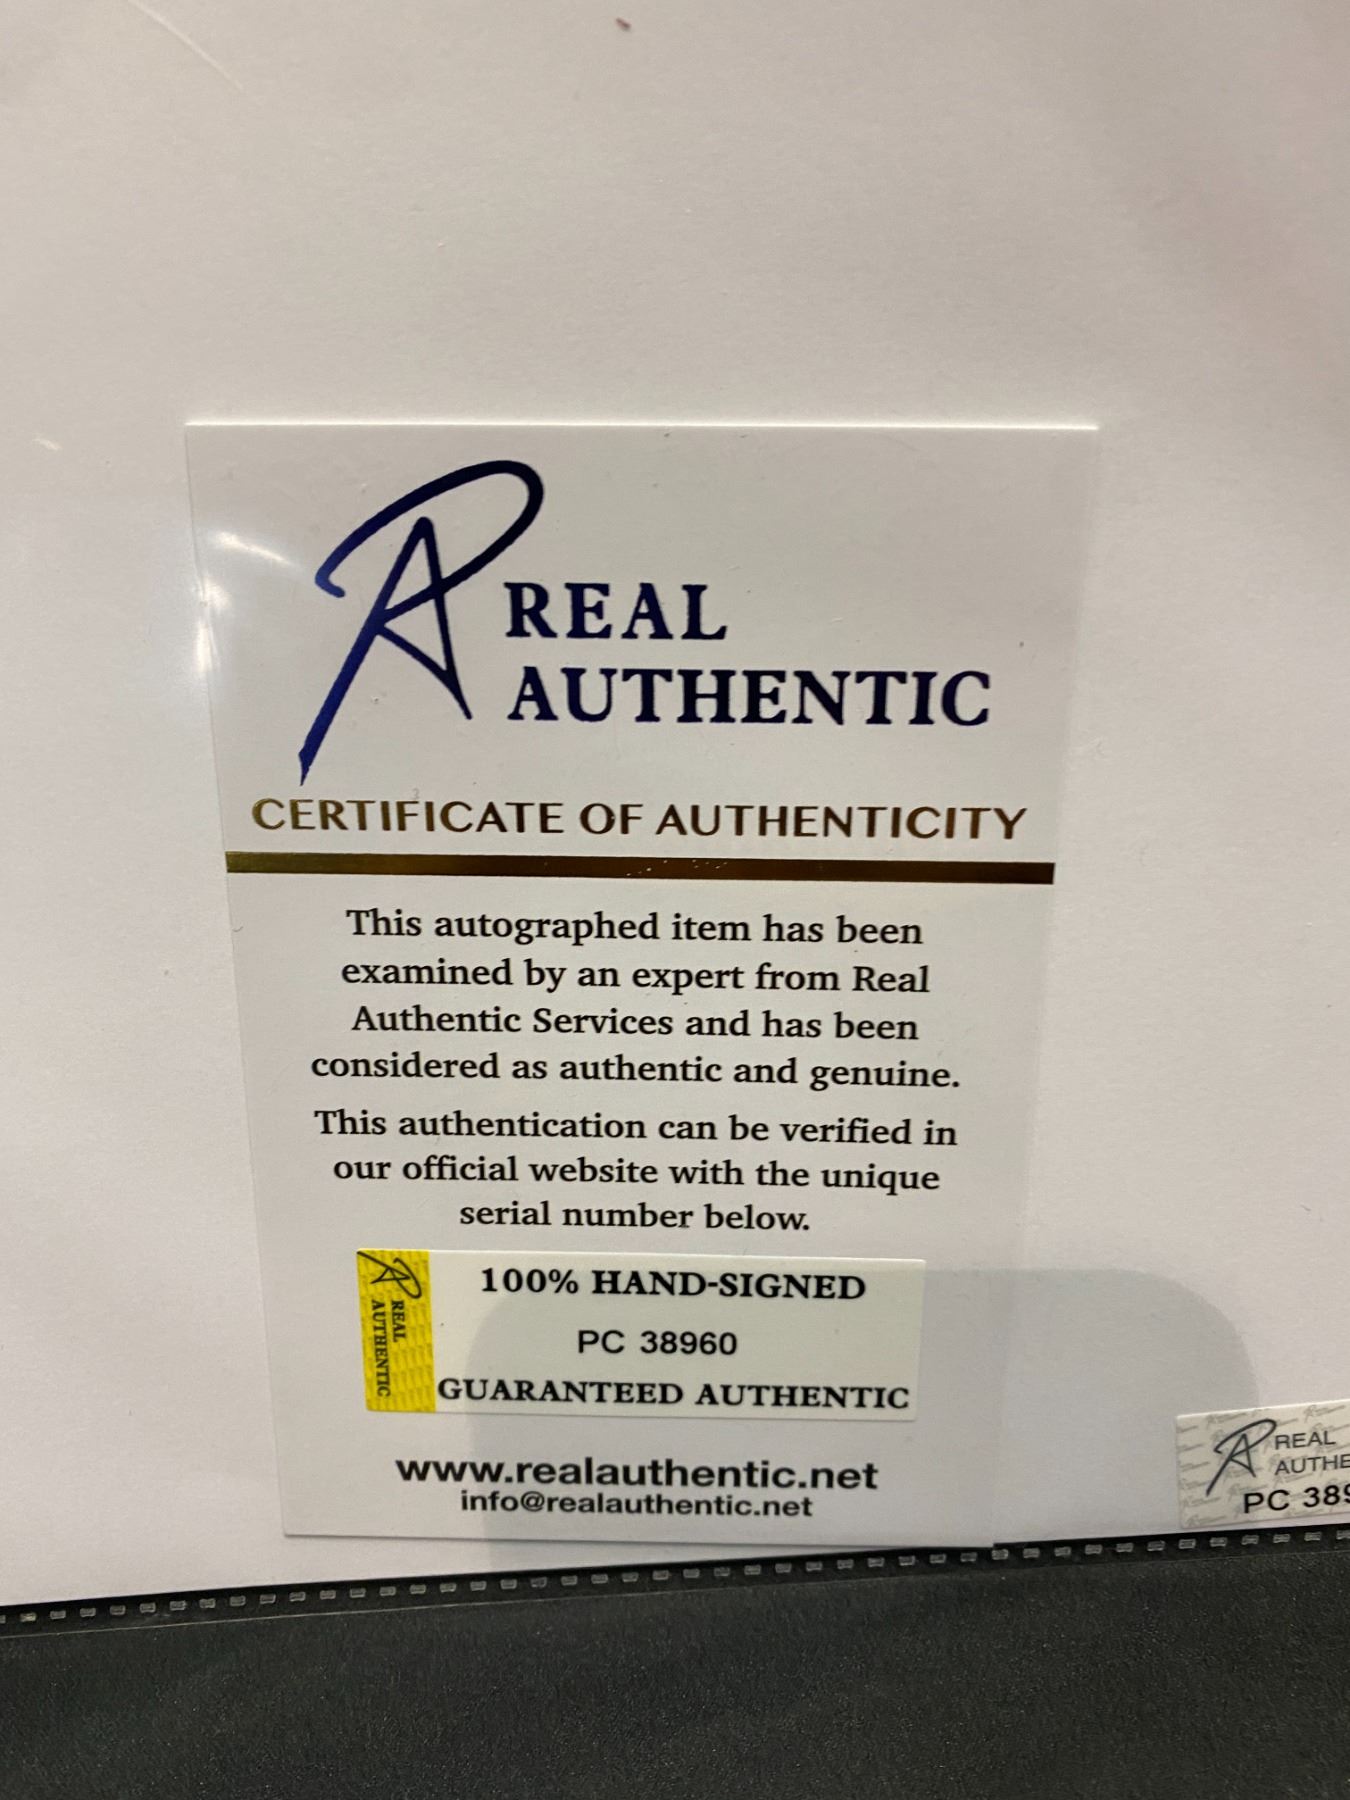 REAL
AUTHENTIC
CERTIFICATE OF AUTHENTICITY
This autographed item has been
examined by an expert from Real
Authentic Services and has been
considered as authentic and genuine.
This authentication can be verified in
our official website with the unique
serial number below.
REAL
AUTHENTIC
100% HAND-SIGNED
PC 38960
GUARANTEED AUTHENTIC
www.realauthentic.net
info@realauthentic.net
REAL
AUTHE
PC 389